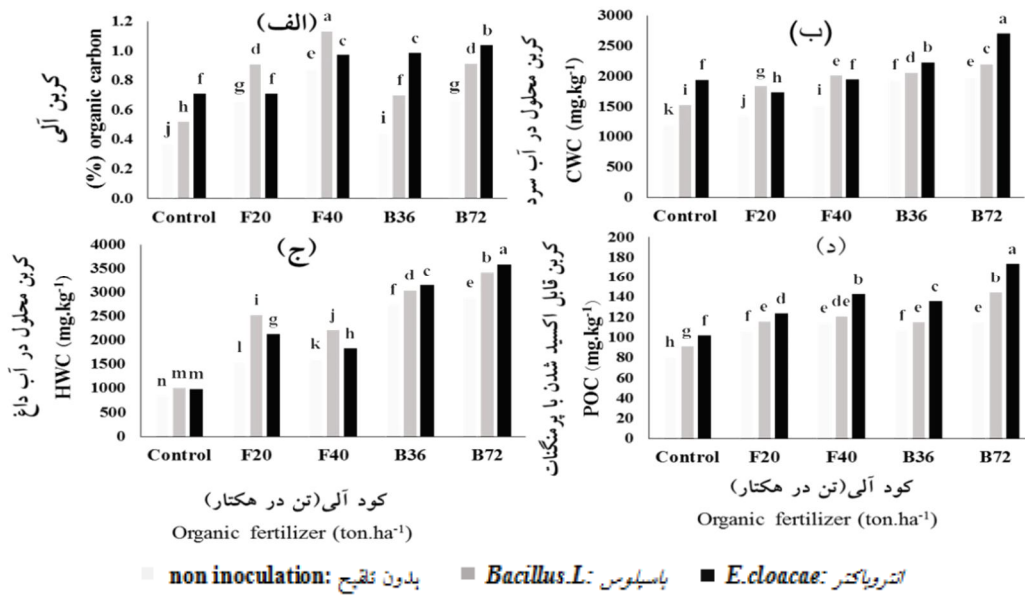 (الف)
کربن آلی
(%) organic carbon
1.2
1.0
0.8
0.6
0.4
0.2
0.0
j h f
g d f
e a c
i f c
g d b
Control F20 F40 B36 B72
(ب)
کربن محلول در آب سرد
CWC (mg.kg-1)
3000
2500
2000
1500
1000
500
0
k i f
j g h
i e f
f d b
e c a
Control F20 F40 B36 B72
(ج)
کربن محلول در آب داغ
HWC (mg.kg-1)
4000
3500
3000
2500
2000
1500
1000
500
0
n m m
l i g
k j h
f d c
e b a
Control F20 F40 B36 B72
کود آلی(تن در هکتار)
Organic fertilizer (ton.ha-1)
(د)
کربن قابل اکسید شدن با پرمنگنات
POC (mg.kg-1)
200
180
160
140
120
100
80
60
40
20
0
h g f
f e d
f de b
f e c
e b a
Control F20 F40 B36 B72
کود آلی(تن در هکتار)
Organic fertilizer (ton.ha-1)
non inoculation: بدون تلقیح Bacillus.L: باسیلوس E.cloacae: انتروباکتر